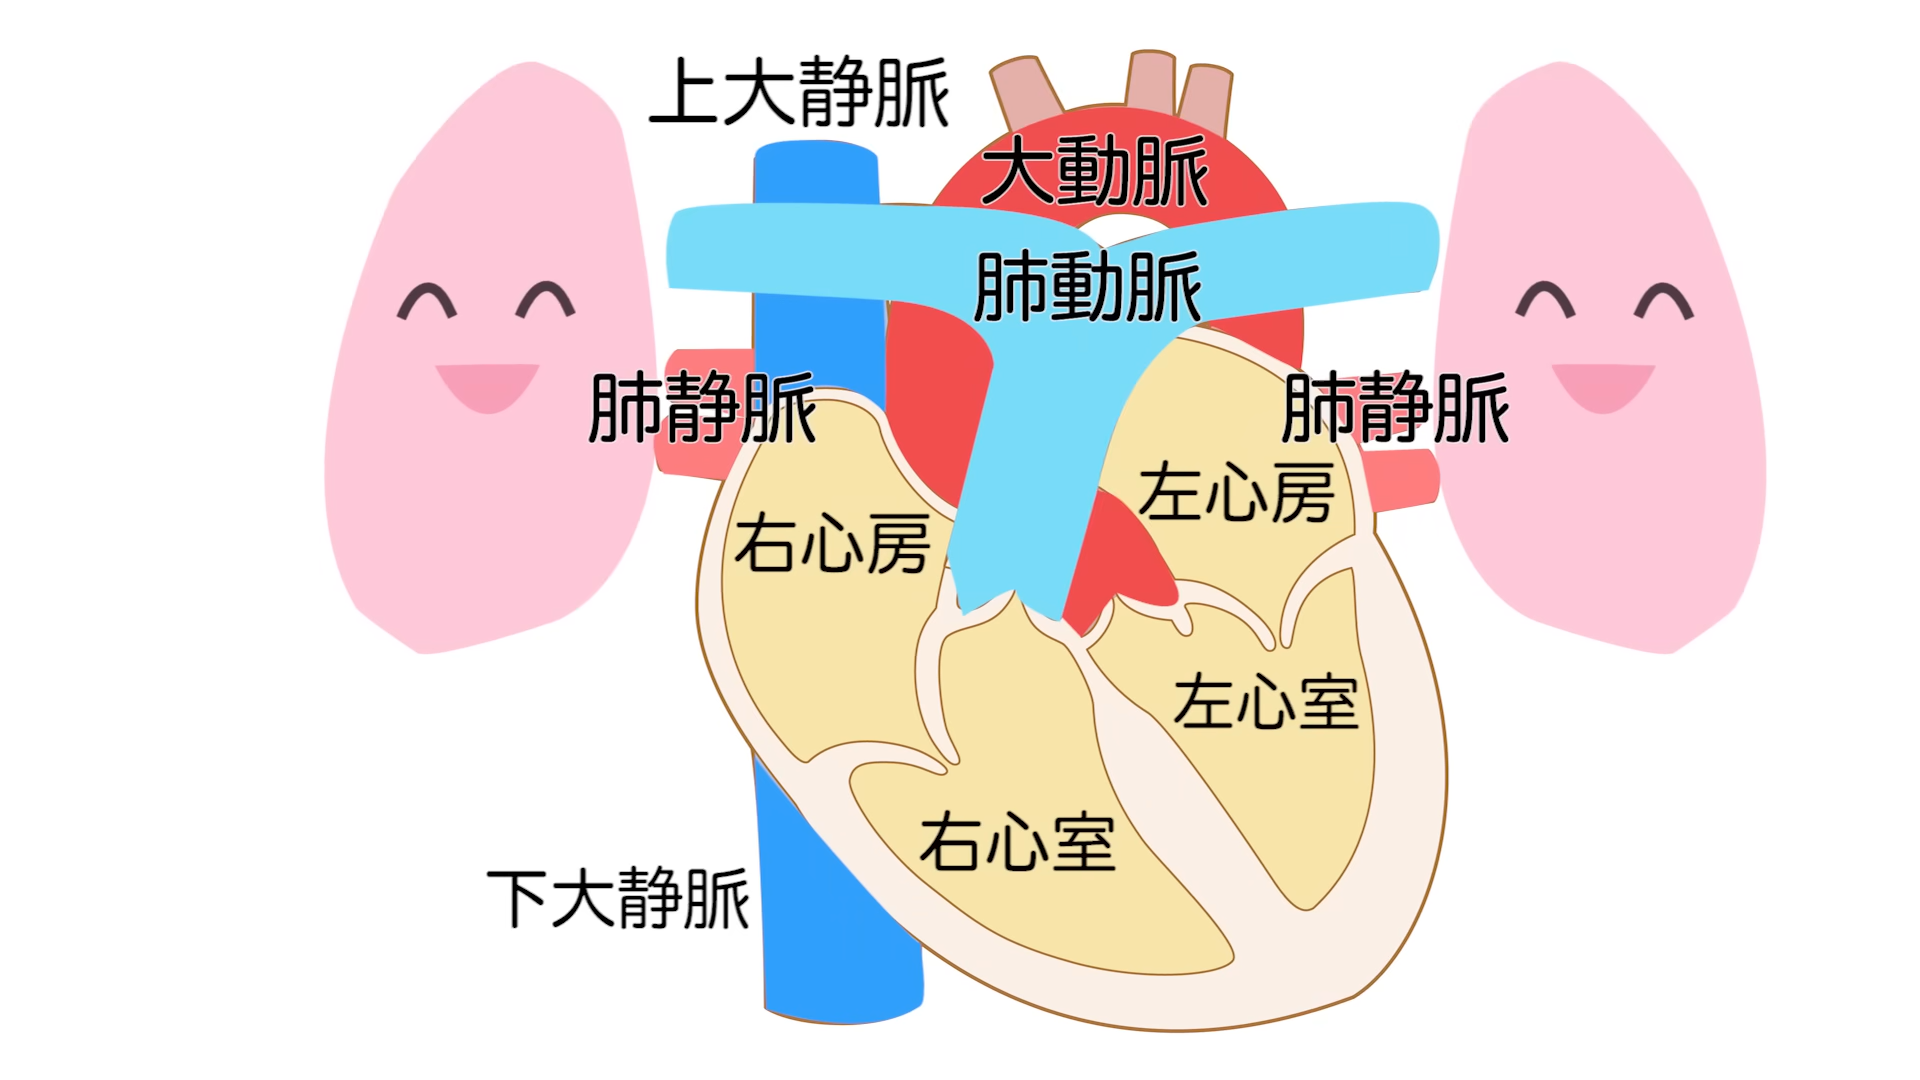 上大静脈
大動脈
肺動脈
肺静脈
肺静脈
左心房
右心房
左心室
右心室
下大静脈